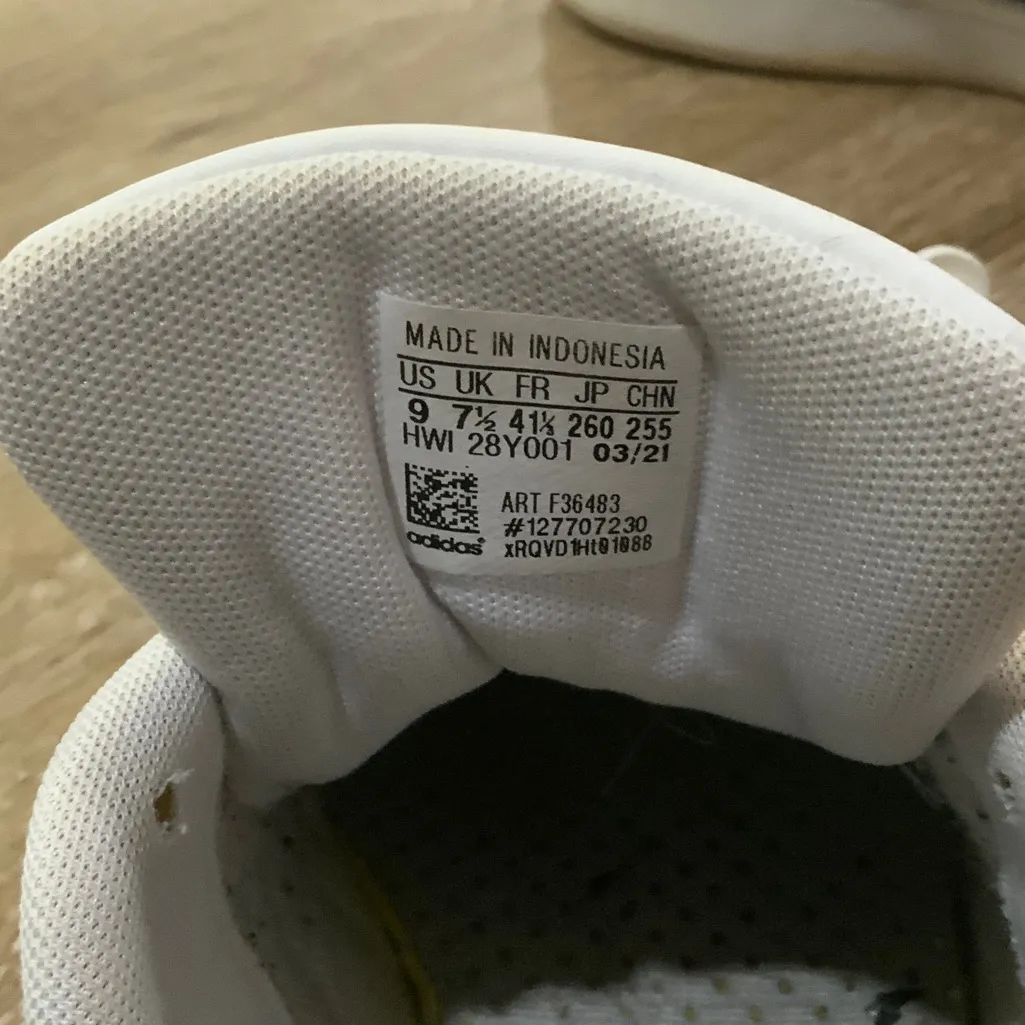 MADE IN INDONESIA
US UK FR JP CHN
9 7½ 41⅓ 260 255
HWI 28Y001 03/21
ART F36483
#127707230
adidas® xRQVD1Ht01088